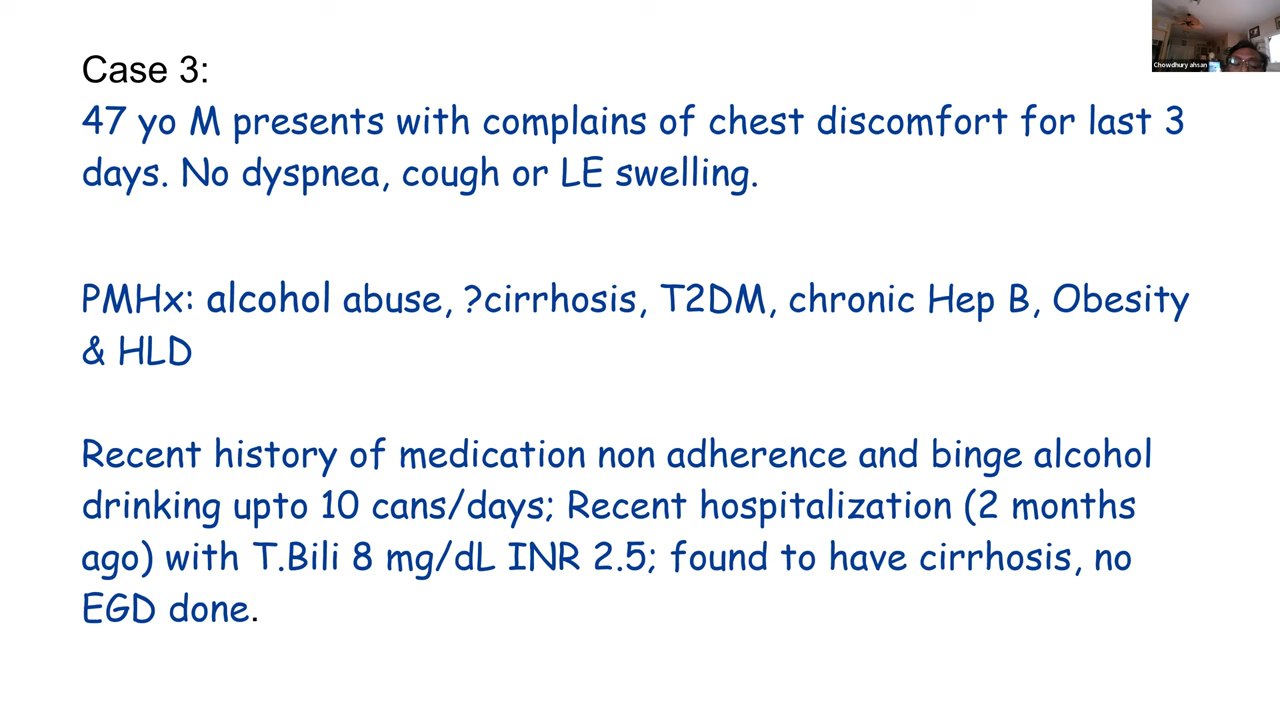 Case 3:
47 yo M presents with complains of chest discomfort for last 3
days. No dyspnea, cough or LE swelling.
PMHx: alcohol abuse, ?cirrhosis, T2DM, chronic Hep B, Obesity
& HLD
Recent history of medication non adherence and binge alcohol
drinking upto 10 cans/days; Recent hospitalization (2 months
ago) with T.Bili 8 mg/dL INR 2.5; found to have cirrhosis, no
EGD done.
Chowdhury ahsan